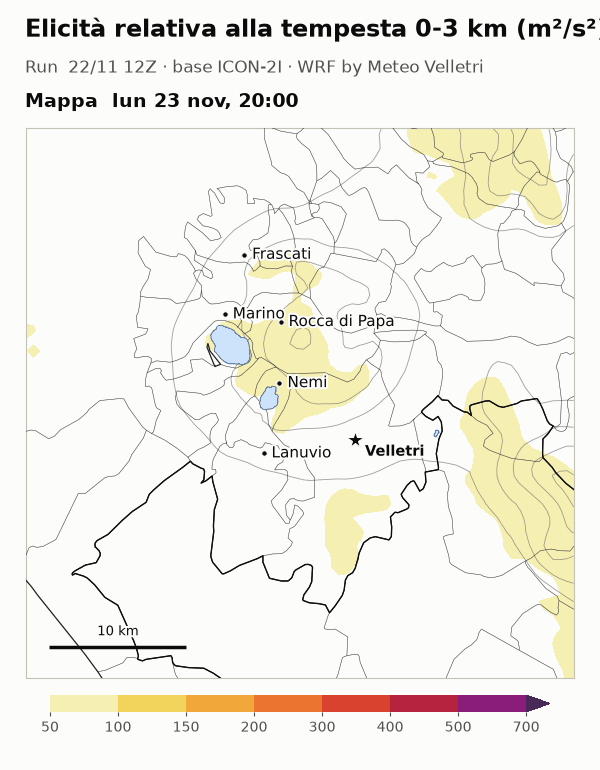 Elicità relativa alla tempesta 0-3 km (m²/s²)
Run 22/11 12Z · base ICON-2I · WRF by Meteo Velletri
Mappa lun 23 nov, 20:00
Frascati
Marino
Rocca di Papa
Nemi
Velletri
Lanuvio
10 km
50 100 150 200 300 400 500 700